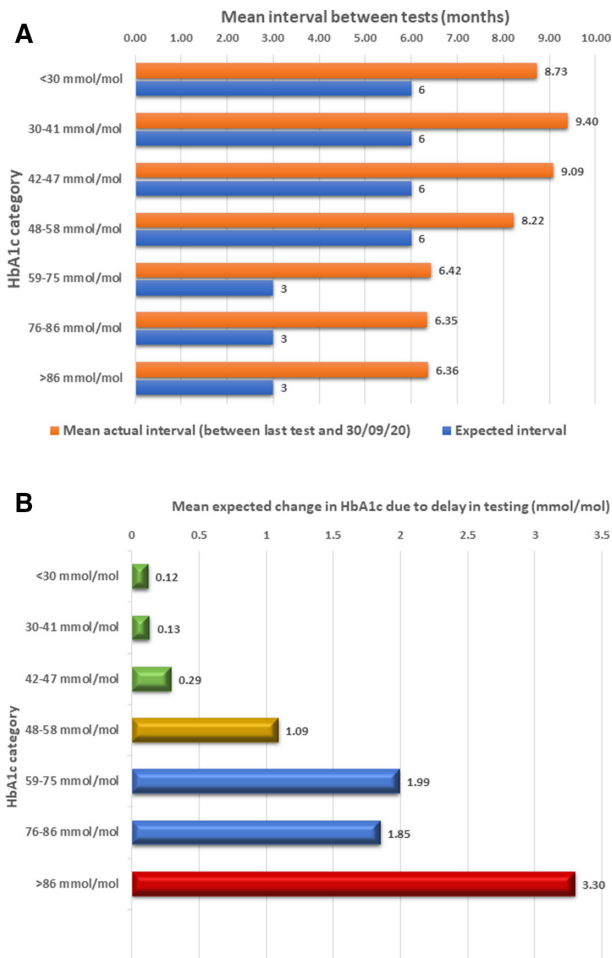 A
Mean interval between tests (months)
0.00 1.00 2.00 3.00 4.00 5.00 6.00 7.00 8.00 9.00 10.00
HbA1c category
<30 mmol/mol 8.73
6
30-41 mmol/mol 9.40
6
42-47 mmol/mol 9.09
6
48-58 mmol/mol 8.22
6
59-75 mmol/mol 6.42
3
76-86 mmol/mol 6.35
3
>86 mmol/mol 6.36
3
Mean actual interval (between last test and 30/09/20) Expected interval
B
Mean expected change in HbA1c due to delay in testing (mmol/mol)
0 0.5 1 1.5 2 2.5 3 3.5
HbA1c category
<30 mmol/mol 0.12
30-41 mmol/mol 0.13
42-47 mmol/mol 0.29
48-58 mmol/mol 1.09
59-75 mmol/mol 1.99
76-86 mmol/mol 1.85
>86 mmol/mol 3.30